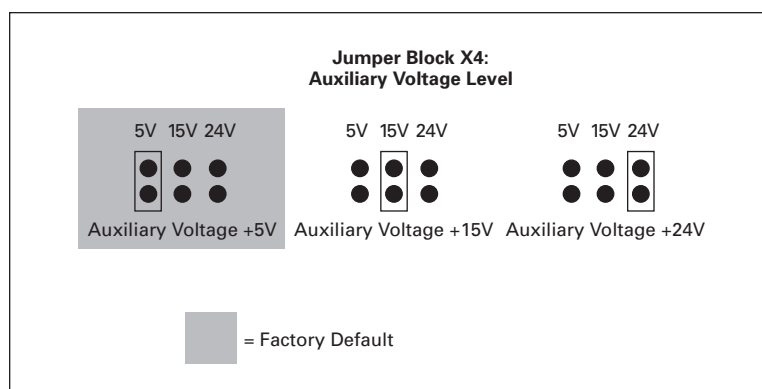 Jumper Block X4:
Auxiliary Voltage Level
5V 15V 24V
5V 15V 24V
5V 15V 24V
Auxiliary Voltage +5V
Auxiliary Voltage +15V
Auxiliary Voltage +24V
= Factory Default